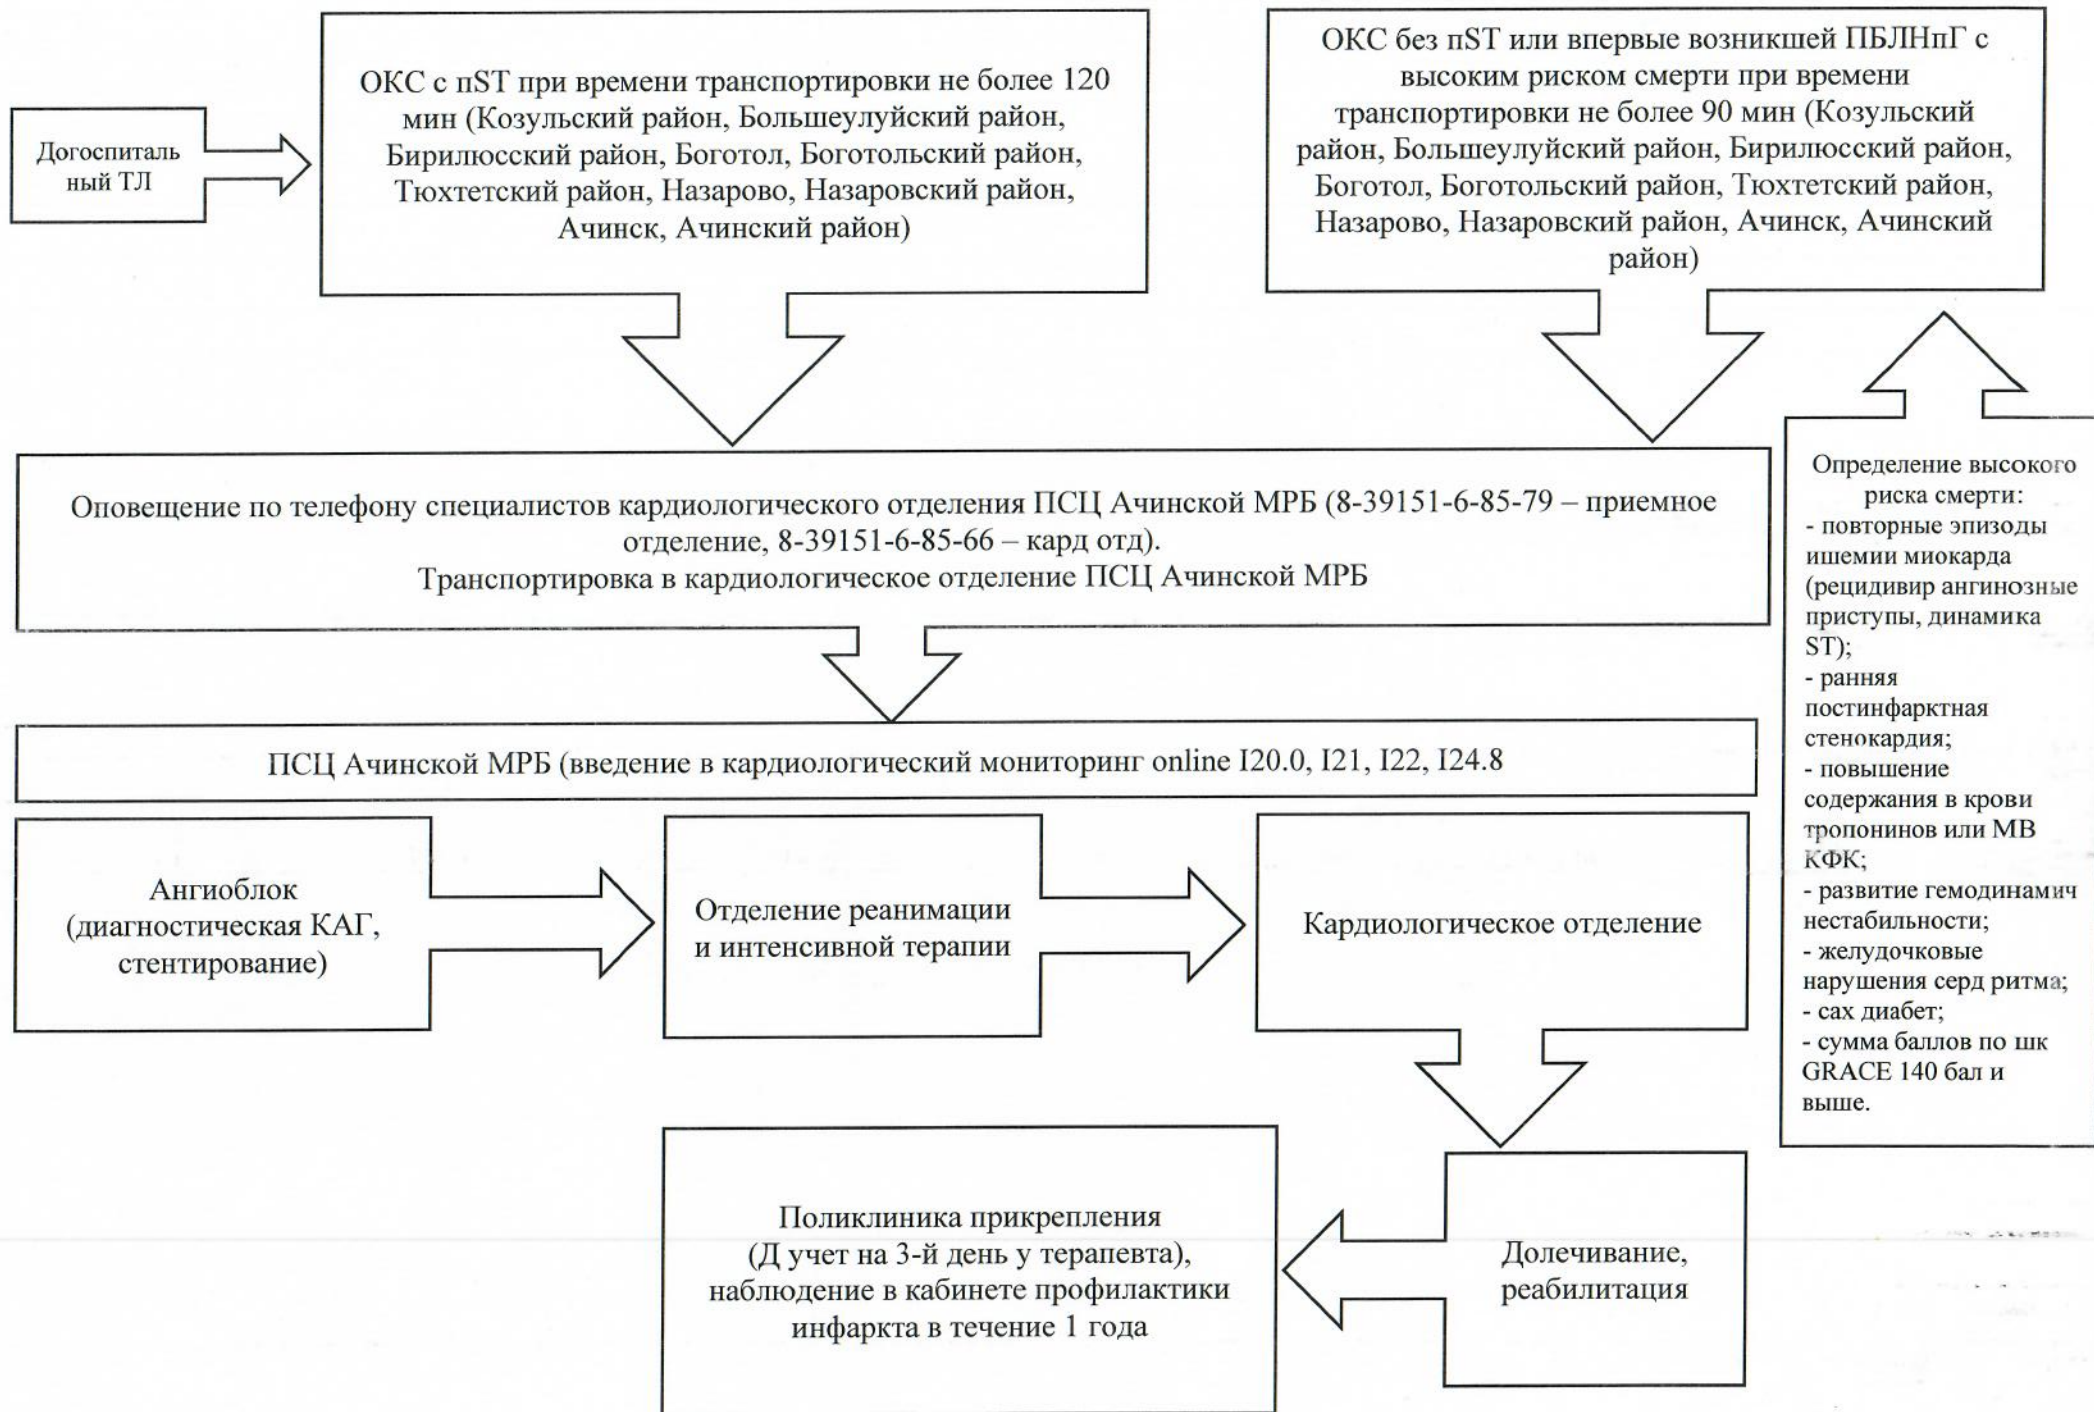 Догоспиталь
ный ТЛ
ОКС с пST при времени транспортировки не более 120
мин (Козульский район, Большеулуйский район,
Бирилюсский район, Боготол, Боготольский район,
Тюхтетский район, Назарово, Назаровский район,
Ачинск, Ачинский район)
ОКС без пST или впервые возникшей ПБЛНпГ с
высоким риском смерти при времени
транспортировки не более 90 мин (Козульский
район, Большеулуйский район, Бирилюсский район,
Боготол, Боготольский район, Тюхтетский район,
Назарово, Назаровский район, Ачинск, Ачинский
район)
Оповещение по телефону специалистов кардиологического отделения ПСЦ Ачинской МРБ (8-39151-6-85-79 – приемное
отделение, 8-39151-6-85-66 – кард отд).
Транспортировка в кардиологическое отделение ПСЦ Ачинской МРБ
Определение высокого
риска смерти:
- повторные эпизоды
ишемии миокарда
(рецидивир ангинозные
приступы, динамика
ST);
- ранняя
постинфарктная
стенокардия;
- повышение
содержания в крови
тропонинов или МВ
КФК;
- развитие гемодинамич
нестабильности;
- желудочковые
нарушения серд ритма;
- сах диабет;
- сумма баллов по шк
GRACE 140 бал и
выше.
ПСЦ Ачинской МРБ (введение в кардиологический мониторинг online I20.0, I21, I22, I24.8
Ангиоблок
(диагностическая КАГ,
стентирование)
Отделение реанимации
и интенсивной терапии
Кардиологическое отделение
Долечивание,
реабилитация
Поликлиника прикрепления
(Д учет на 3-й день у терапевта),
наблюдение в кабинете профилактики
инфаркта в течение 1 года